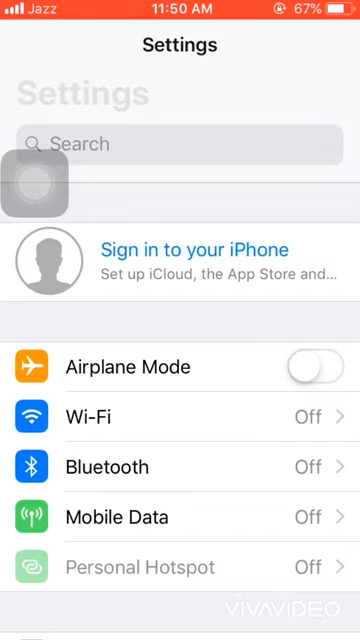 Jazz 11:50 AM 67%
Settings
Settings
Search
Sign in to your iPhone
Set up iCloud, the App Store and...
Airplane Mode
Wi-Fi Off
Bluetooth Off
Mobile Data Off
Personal Hotspot Off
VIVAVIDEO